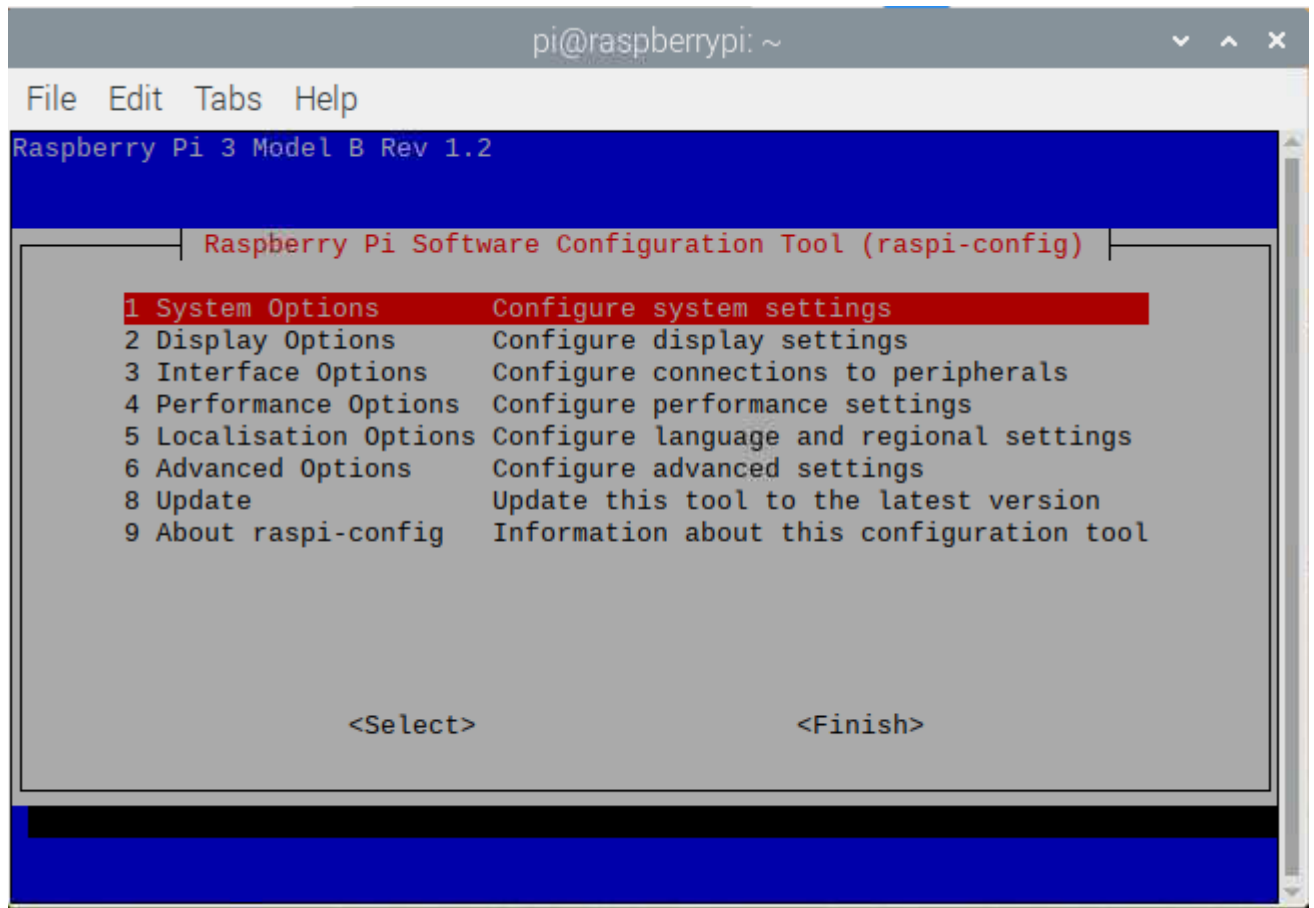 pi@raspberrypi: ~
File Edit Tabs Help
Raspberry Pi 3 Model B Rev 1.2
Raspberry Pi Software Configuration Tool (raspi-config)
1 System Options Configure system settings
2 Display Options Configure display settings
3 Interface Options Configure connections to peripherals
4 Performance Options Configure performance settings
5 Localisation Options Configure language and regional settings
6 Advanced Options Configure advanced settings
8 Update Update this tool to the latest version
9 About raspi-config Information about this configuration tool
<Select> <Finish>